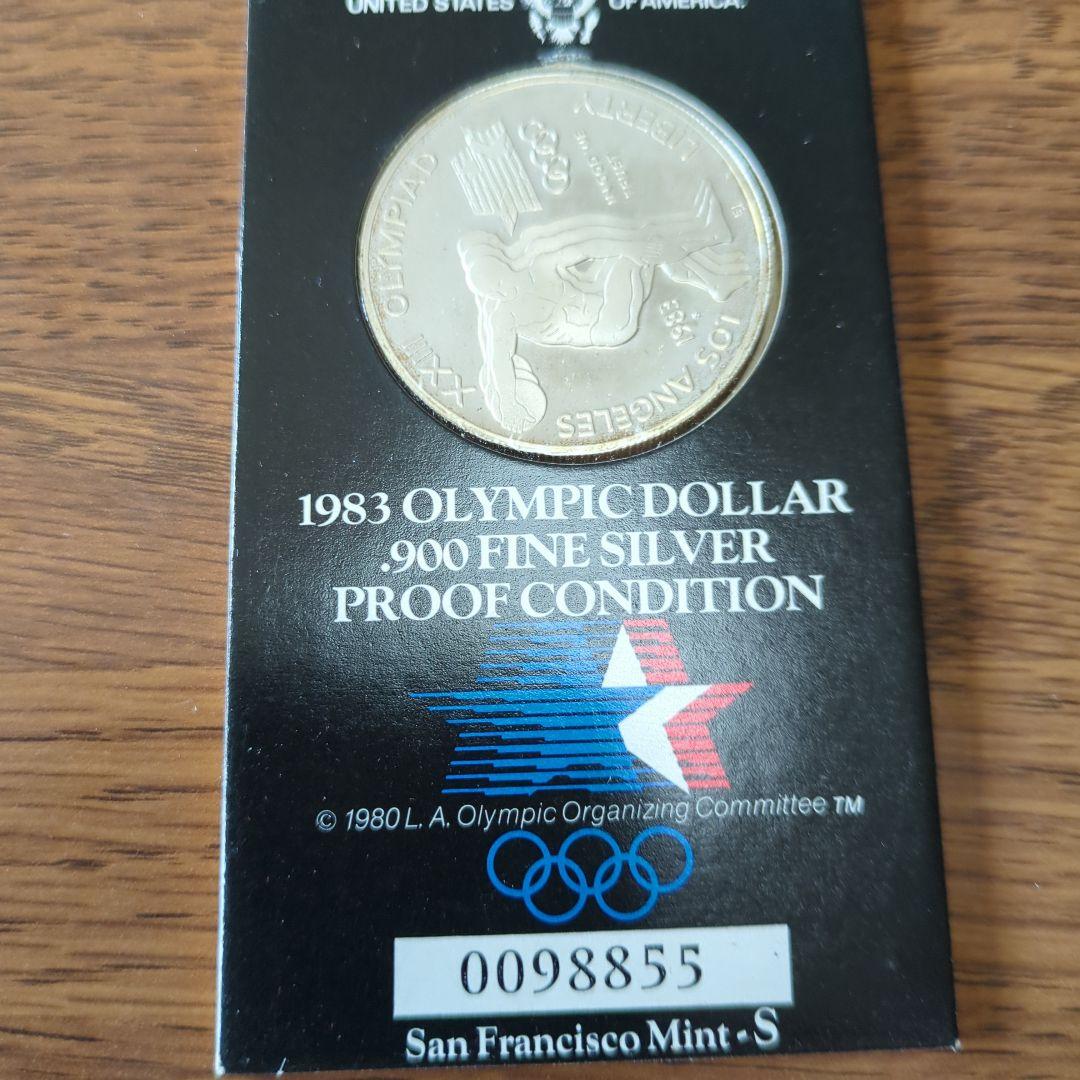 UNITED STATES OF AMERICA.
LIBERTY
XXIII OLYMPIAD
IN GOD WE
TRUST
1983
S
LOS ANGELES
1983 OLYMPIC DOLLAR
.900 FINE SILVER
PROOF CONDITION
© 1980 L. A. Olympic Organizing Committee TM
0098855
San Francisco Mint - S